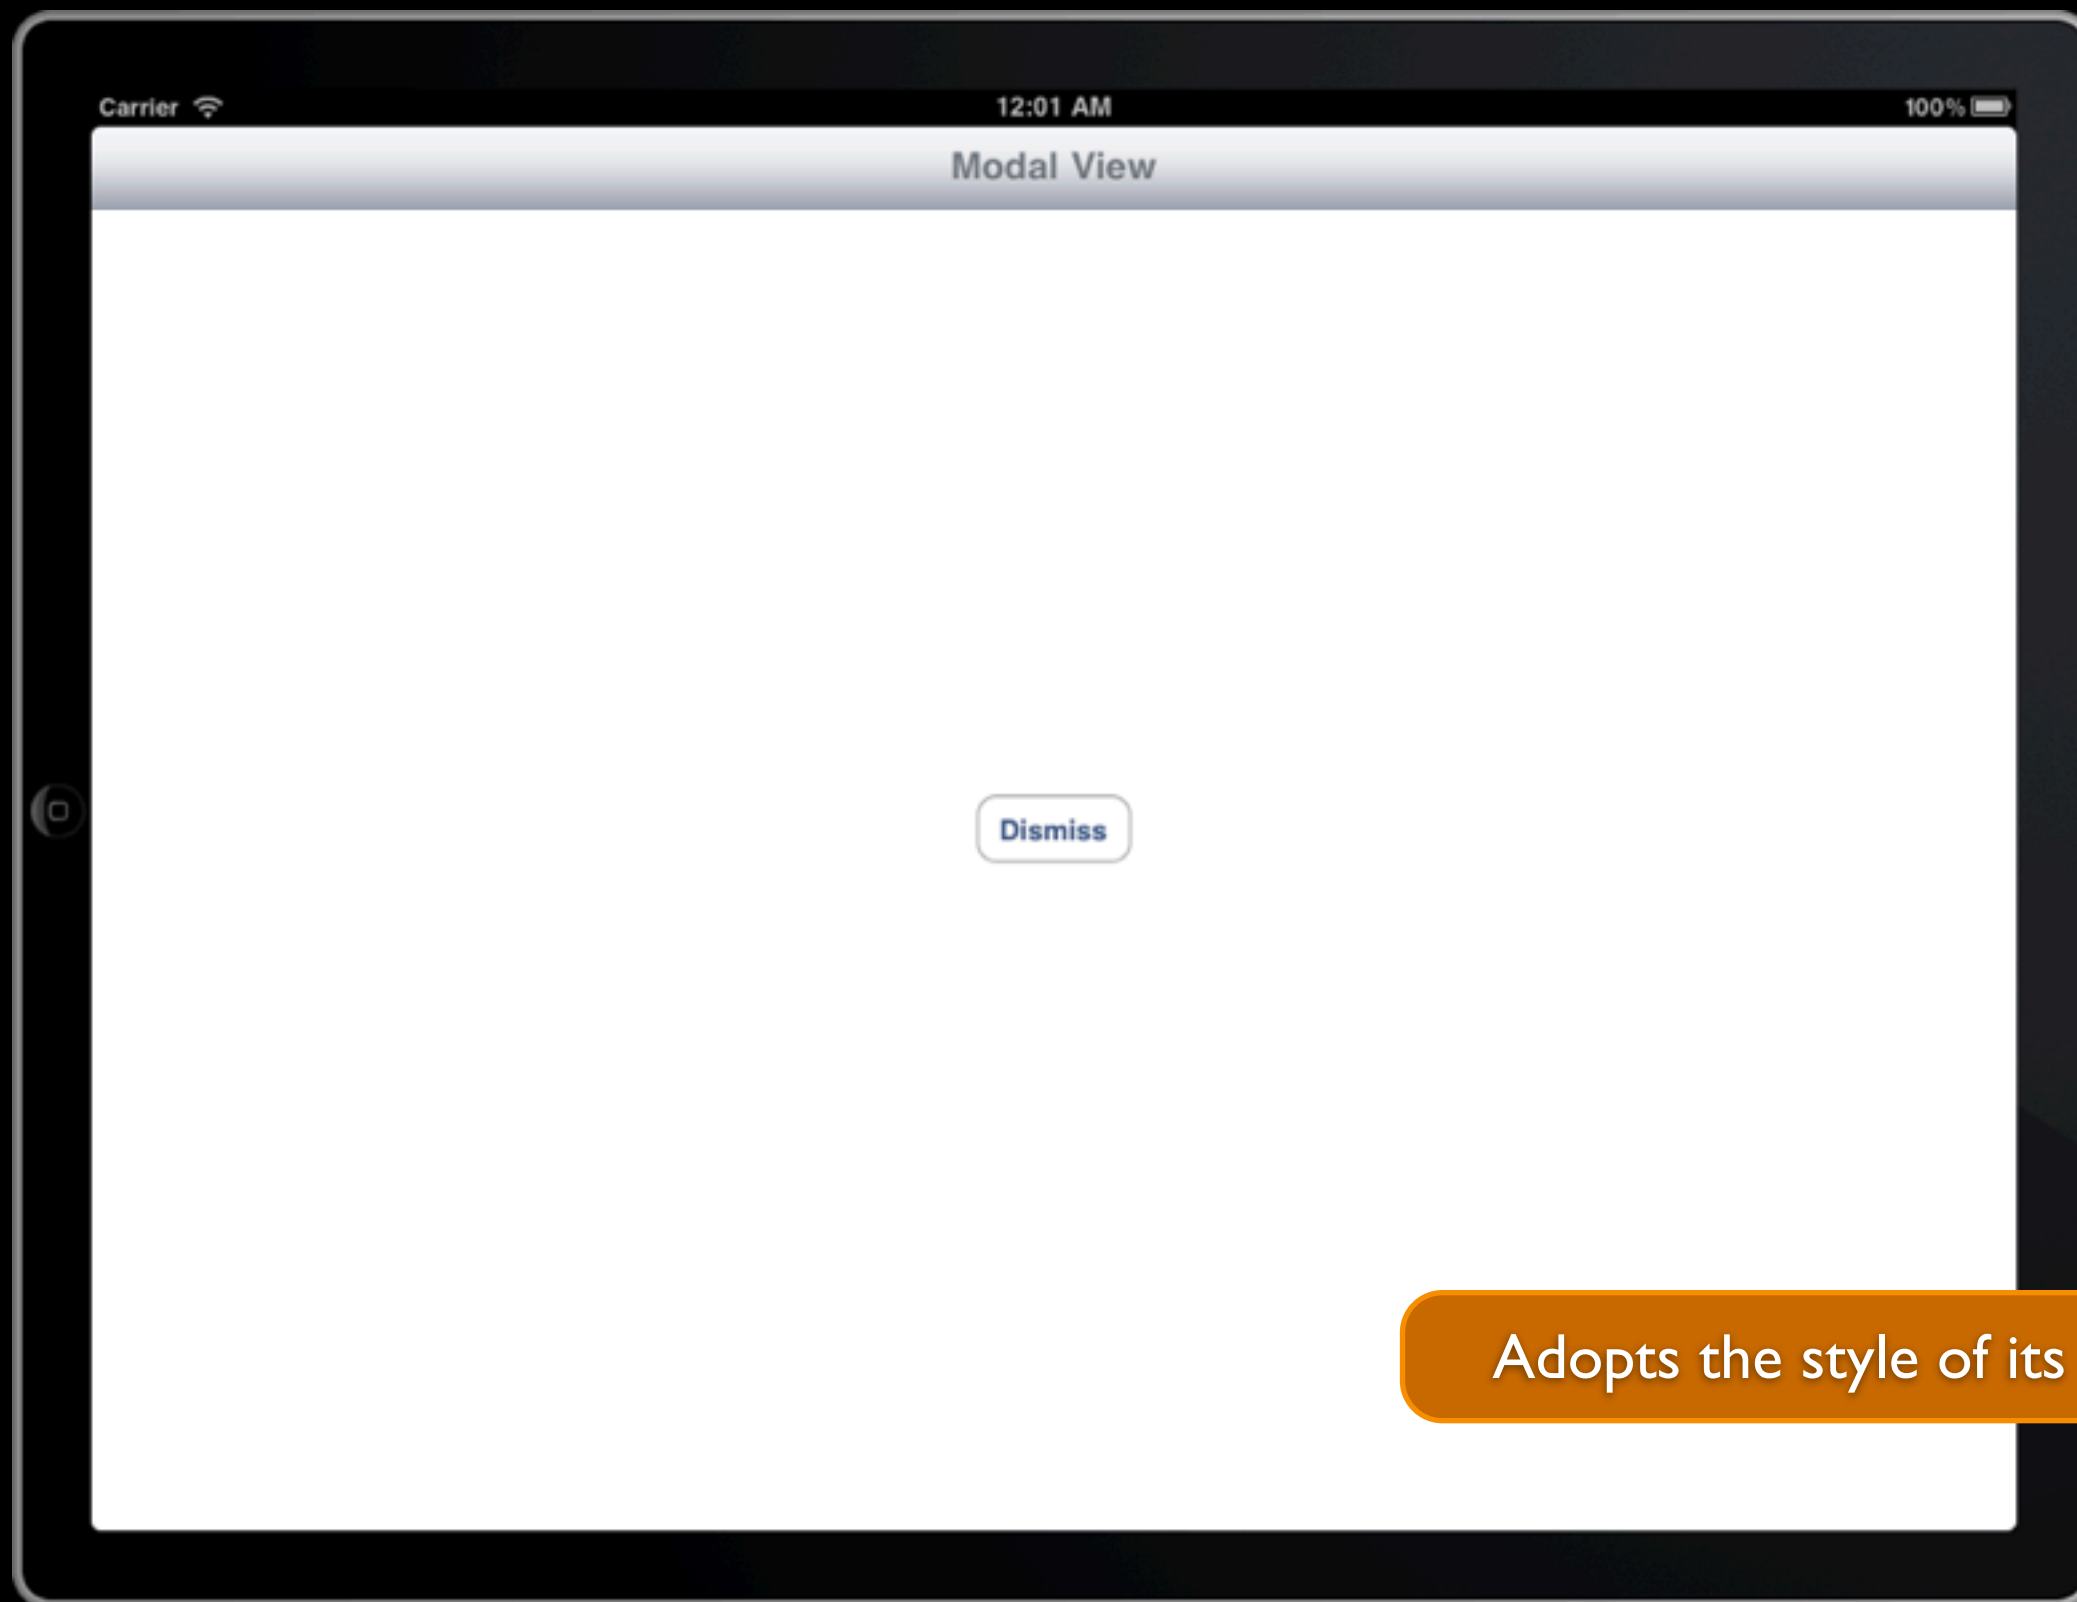 Carrier
12:01 AM
100%
Modal View
Dismiss
Adopts the style of its